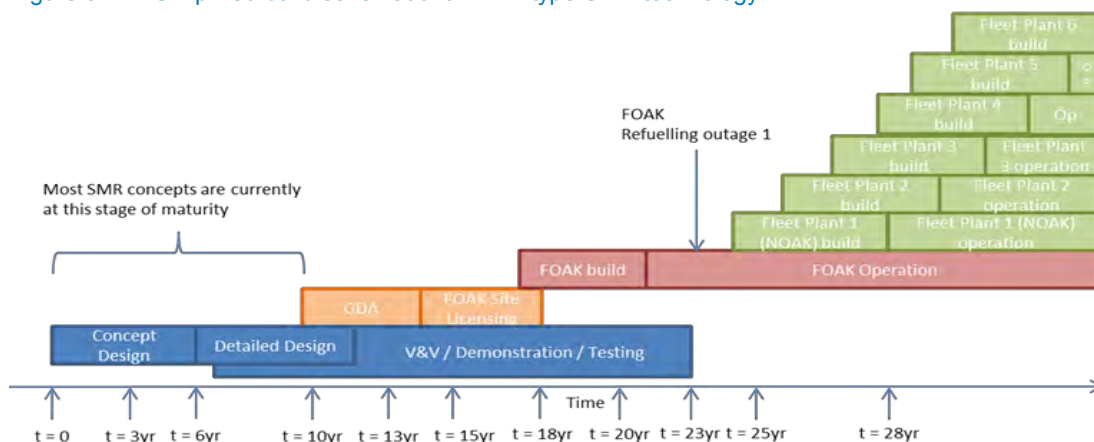 Fleet Plant 6
build
Fleet Plant 5
build
Fleet Plant 4
build
Op
FOAK
Refuelling outage 1
Fleet Plant 3
build
Fleet Plant
3 operation
Most SMR concepts are currently
at this stage of maturity
Fleet Plant 2
build
Fleet Plant 2
operation
Fleet Plant 1
(NOAK) build
Fleet Plant 1 (NOAK)
operation
FOAK build
FOAK Operation
GDA
FOAK Site
Licensing
Concept
Design
Detailed Design
V&V / Demonstration / Testing
Time
t = 0
t = 3yr
t = 6yr
t = 10yr
t = 13yr
t = 15yr
t = 18yr
t = 20yr
t = 23yr
t = 25yr
t = 28yr